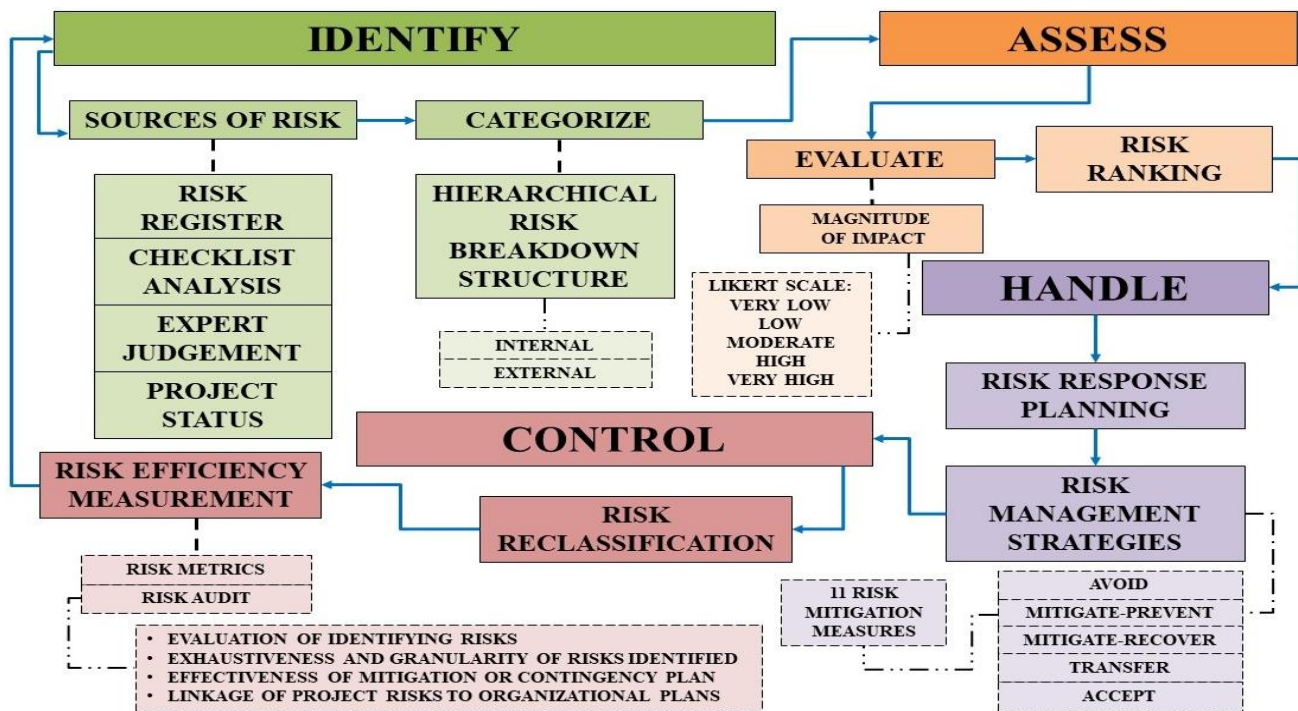 IDENTIFY
ASSESS
SOURCES OF RISK
CATEGORIZE
EVALUATE
RISK
RANKING
RISK
REGISTER
CHECKLIST
ANALYSIS
EXPERT
JUDGEMENT
PROJECT
STATUS
HIERARCHICAL
RISK
BREAKDOWN
STRUCTURE
INTERNAL
EXTERNAL
MAGNITUDE
OF IMPACT
LIKERT SCALE:
VERY LOW
LOW
MODERATE
HIGH
VERY HIGH
HANDLE
RISK RESPONSE
PLANNING
RISK
MANAGEMENT
STRATEGIES
AVOID
MITIGATE-PREVENT
MITIGATE-RECOVER
TRANSFER
ACCEPT
11 RISK
MITIGATION
MEASURES
CONTROL
RISK
RECLASSIFICATION
RISK EFFICIENCY
MEASUREMENT
RISK METRICS
RISK AUDIT
• EVALUATION OF IDENTIFYING RISKS
• EXHAUSTIVENESS AND GRANULARITY OF RISKS IDENTIFIED
• EFFECTIVENESS OF MITIGATION OR CONTINGENCY PLAN
• LINKAGE OF PROJECT RISKS TO ORGANIZATIONAL PLANS